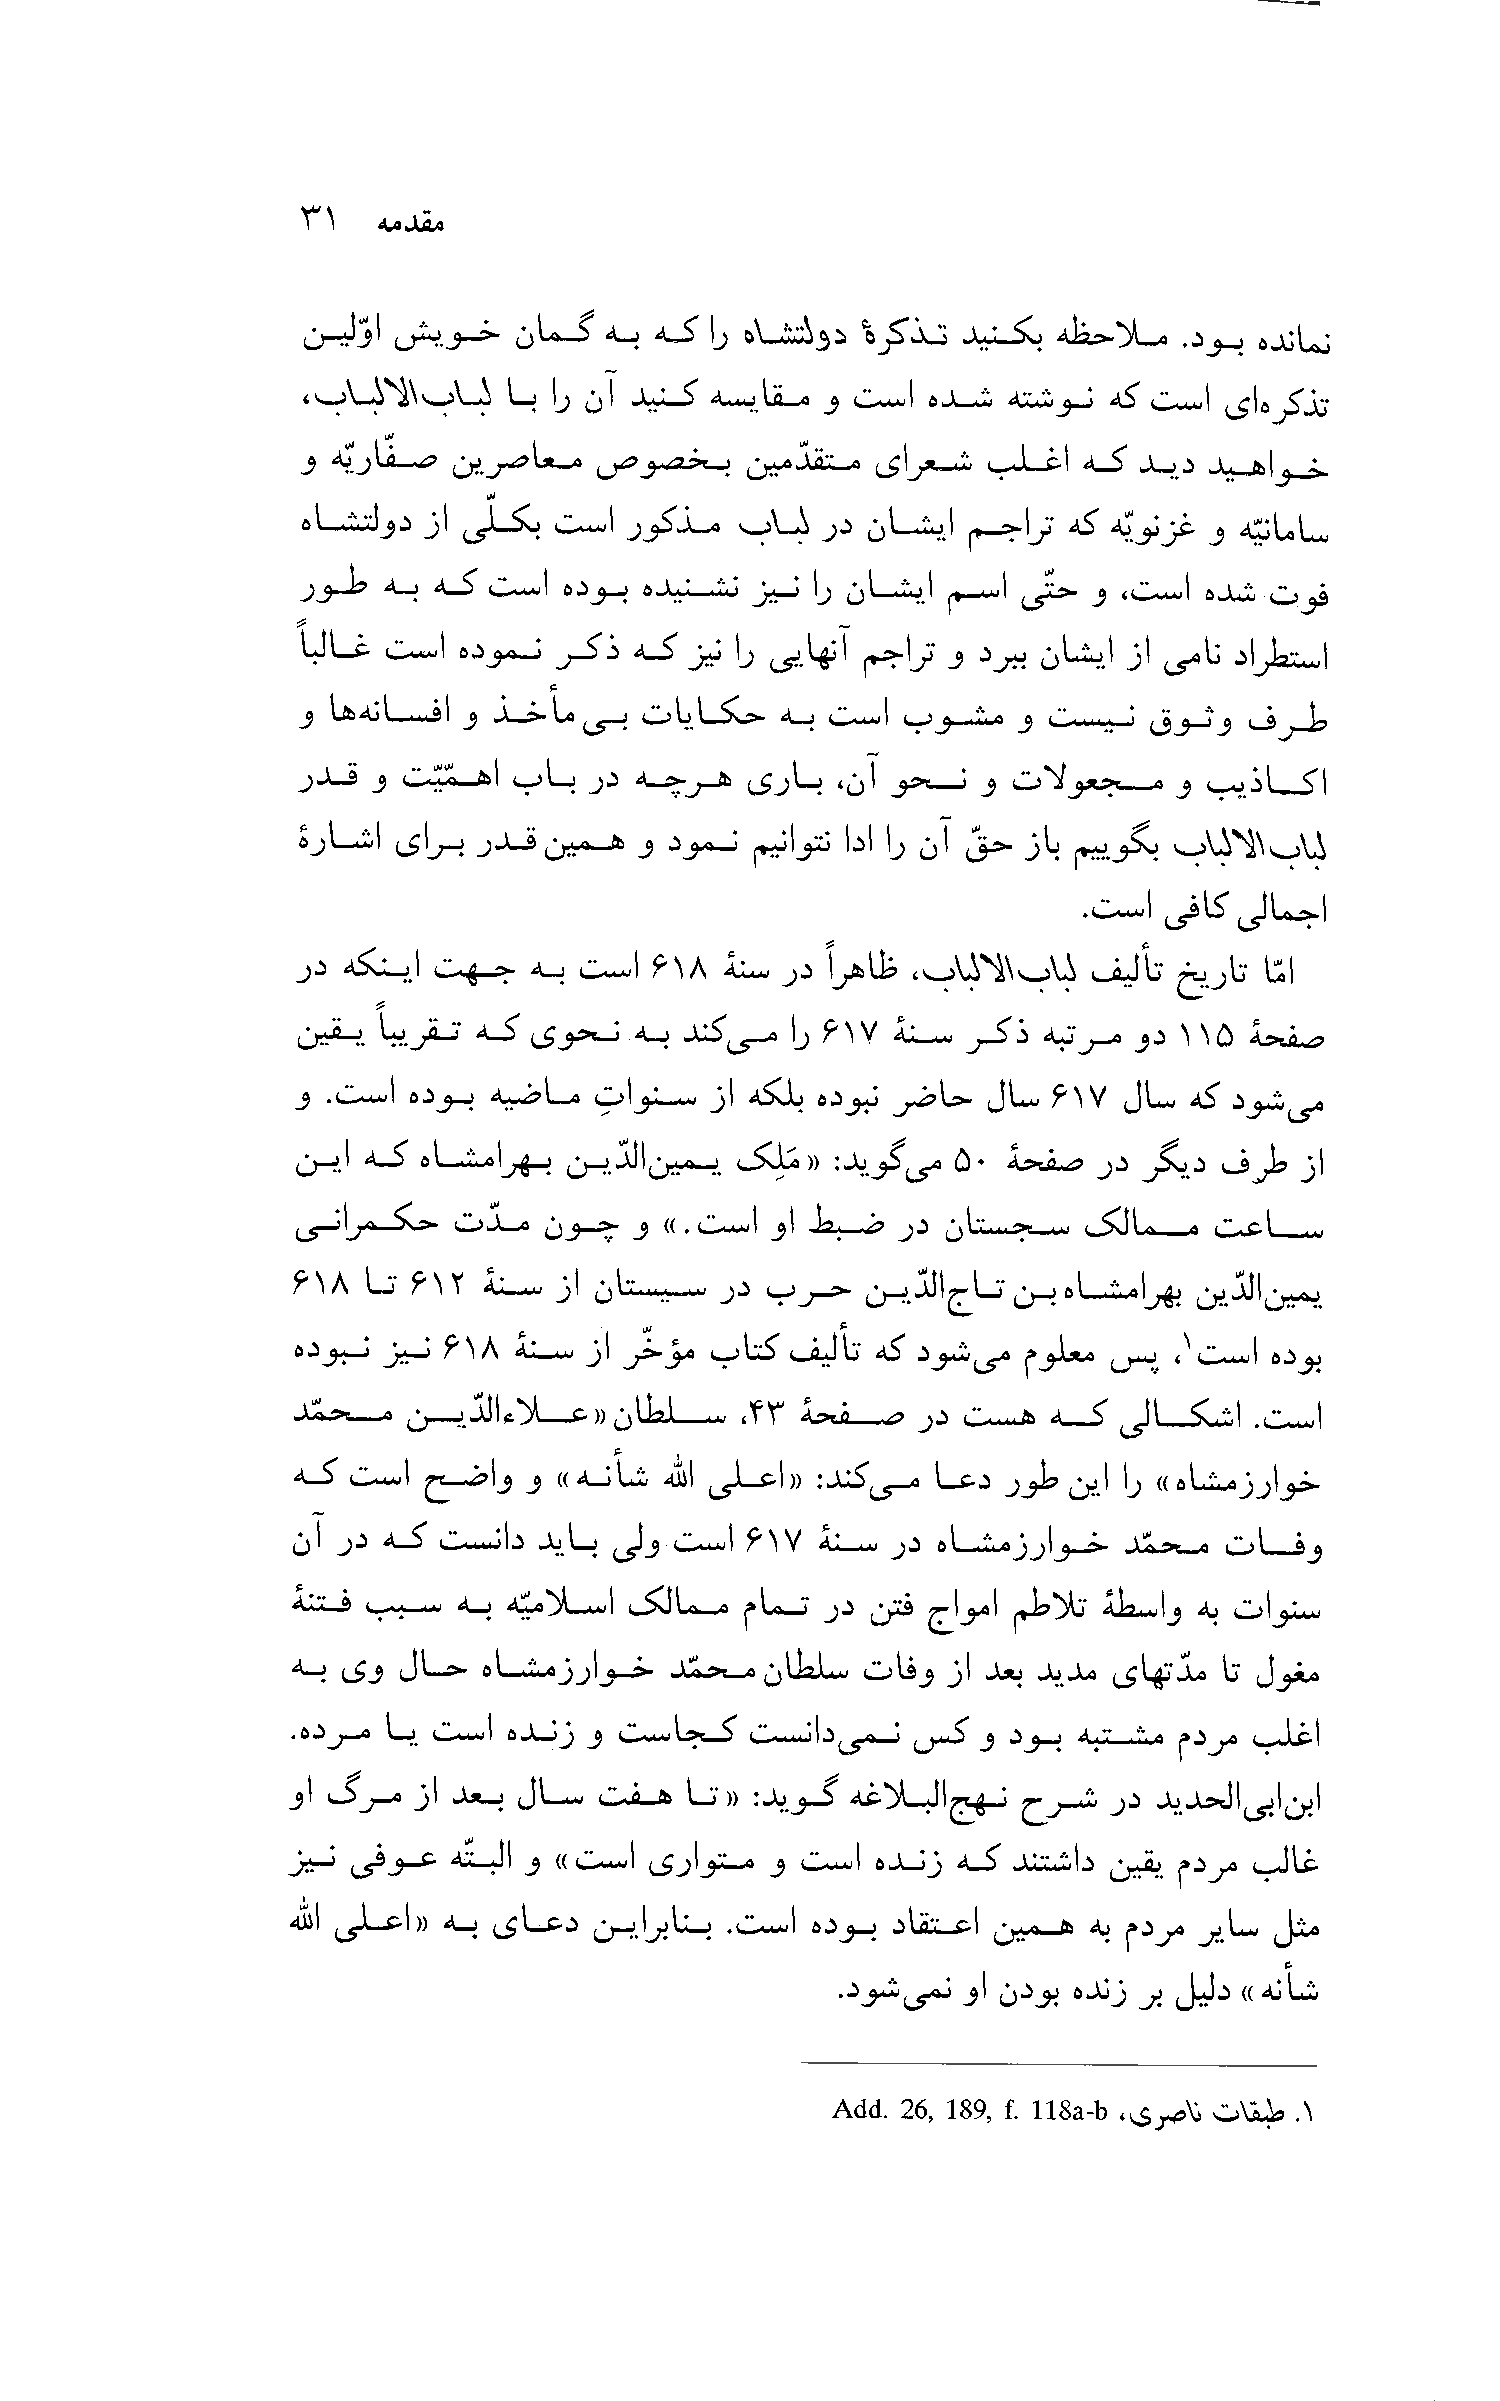 مقدمه ۳۱
نمانده بود. ملاحظه بکنید تذکرهٔ دولتشاه را که به گمان خویش اوّلین
تذکره‌ای است که نوشته شده است و مقایسه کنید آن را با لباب‌الالباب،
خواهید دید که اغلب شعرای متقدّمین بخصوص معاصرین صفّاریّه و
سامانیّه و غزنویّه که تراجم ایشان در لباب مذکور است بکلّی از دولتشاه
فوت شده است، و حتّی اسم ایشان را نیز نشنیده بوده است که به طور
استطراد نامی از ایشان ببرد و تراجم آنهایی را نیز که ذکر نموده است غالباً
طرف وثوق نیست و مشوب است به حکایات بی‌مأخذ و افسانه‌ها و
اکاذیب و مجعولات و نحو آن، باری هرچه در باب اهمّیّت و قدر
لباب‌الالباب بگوییم باز حقّ آن را ادا نتوانیم نمود و همین قدر برای اشارهٔ
اجمالی کافی است.
امّا تاریخ تألیف لباب‌الالباب، ظاهراً در سنهٔ ۶۱۸ است به جهت اینکه در
صفحهٔ ۱۱۵ دو مرتبه ذکر سنهٔ ۶۱۷ را می‌کند به نحوی که تقریباً یقین
می‌شود که سال ۶۱۷ سال حاضر نبوده بلکه از سنواتِ ماضیه بوده است. و
از طرف دیگر در صفحهٔ ۵۰ می‌گوید: «مَلِک یمین‌الدّین بهرامشاه که این
ساعت ممالک سجستان در ضبط او است.» و چون مدّت حکمرانی
یمین‌الدّین بهرامشاه بن تاج‌الدّین حرب در سیستان از سنهٔ ۶۱۲ تا ۶۱۸
بوده است۱، پس معلوم می‌شود که تألیف کتاب مؤخّر از سنهٔ ۶۱۸ نیز نبوده
است. اشکالی که هست در صفحهٔ ۴۳، سلطان «علاءالدّین محمّد
خوارزمشاه» را این طور دعا می‌کند: «اعلی الله شأنه» و واضح است که
وفات محمّد خوارزمشاه در سنهٔ ۶۱۷ است ولی باید دانست که در آن
سنوات به واسطهٔ تلاطم امواج فتن در تمام ممالک اسلامیّه به سبب فتنهٔ
مغول تا مدّتهای مدید بعد از وفات سلطان محمّد خوارزمشاه حال وی به
اغلب مردم مشتبه بود و کس نمی‌دانست کجاست و زنده است یا مرده.
ابن‌ابی‌الحدید در شرح نهج‌البلاغه گوید: «تا هفت سال بعد از مرگ او
غالب مردم یقین داشتند که زنده است و متواری است» و البتّه عوفی نیز
مثل سایر مردم به همین اعتقاد بوده است. بنابراین دعای به «اعلی الله
شأنه» دلیل بر زنده بودن او نمی‌شود.
۱. طبقات ناصری، Add. 26, 189, f. 118a-b